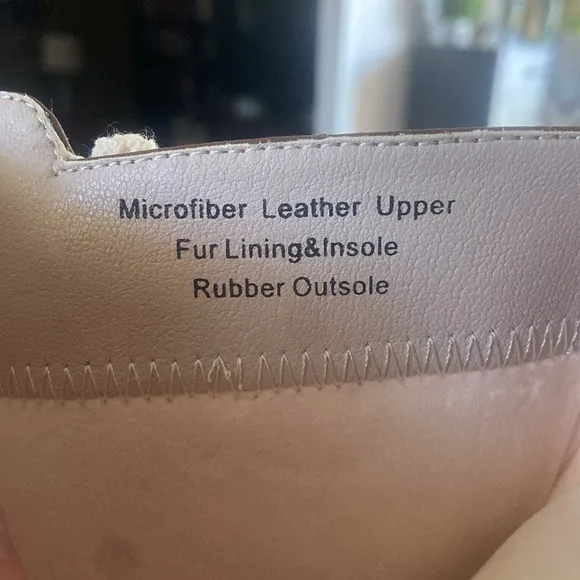 Microfiber Leather Upper
Fur Lining&Insole
Rubber Outsole